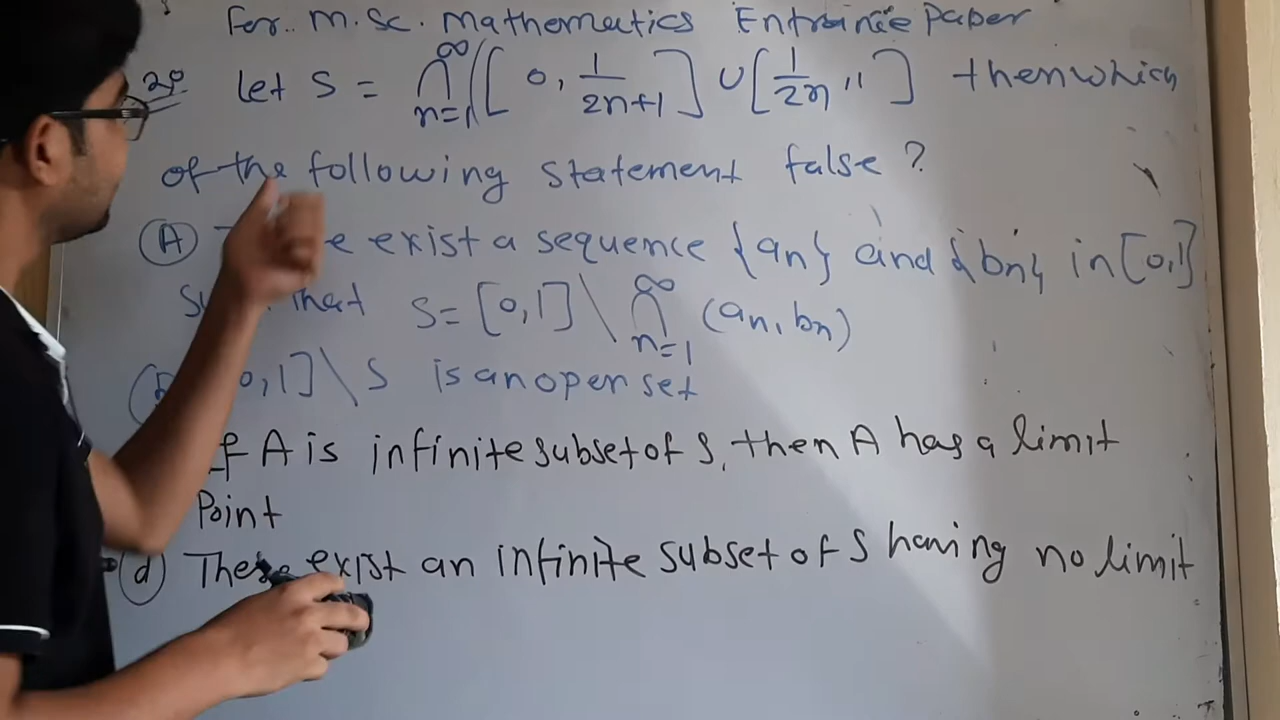 For.. M.Sc. Mathematics Entraince paper
2º Let S = ∞ ⋂ n=1 ([0, 1/2n+1] ∪ [1/2n, 1]) then which
of the following statement false ?
(A) exist a sequence {an} and {bn} in [0,1]
that S = [0,1] \ ∞ ⋂ n=1 (an, bn)
0,1] \ S is an open set
If A is infinite subset of S, then A has a limit
Point
(d) There exist an infinite subset of S having no limit